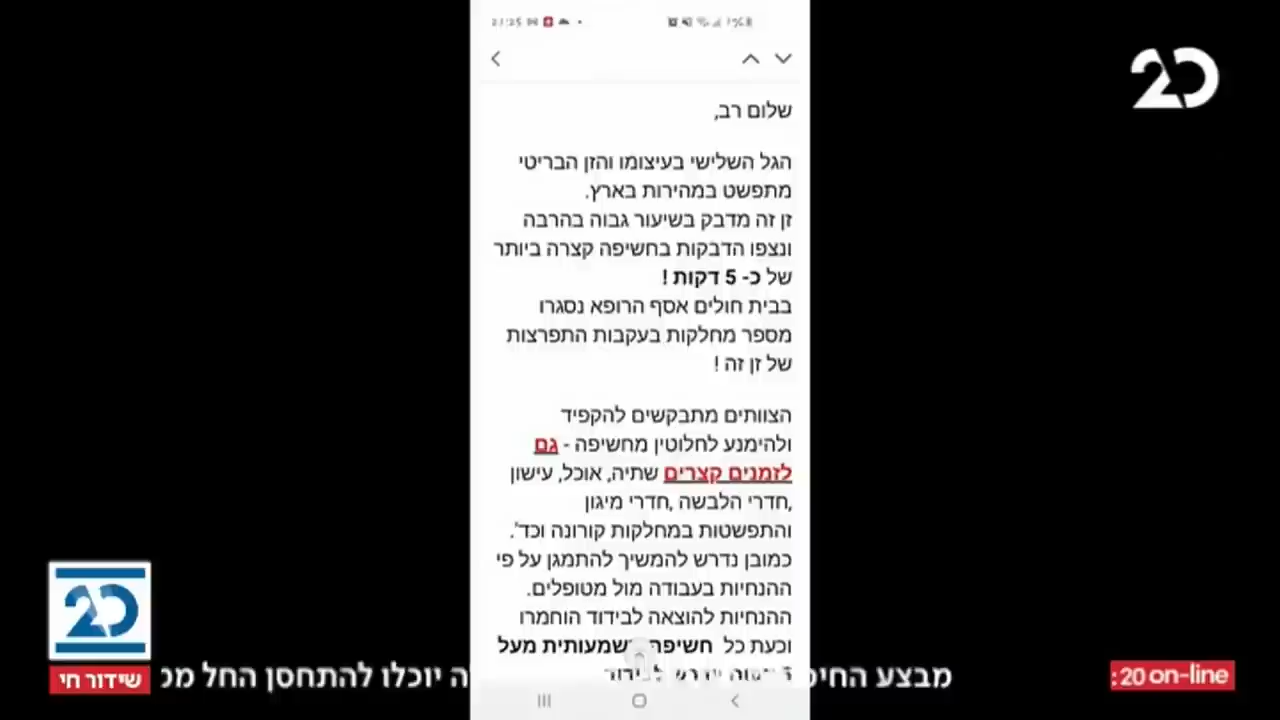 20
שלום רב,
הגל השלישי בעיצומו והזן הבריטי
מתפשט במהירות בארץ.
זן זה מדבק בשיעור גבוה בהרבה
ונצפו הדבקות בחשיפה קצרה ביותר
של כ- 5 דקות !
בבית חולים אסף הרופא נסגרו
מספר מחלקות בעקבות התפרצות
של זן זה !
הצוותים מתבקשים להקפיד
ולהימנע לחלוטין מחשיפה - גם
לזמנים קצרים שתיה, אוכל, עישון
,חדרי הלבשה ,חדרי מיגון
והתפשטות במחלקות קורונה וכד'.
כמובן נדרש להמשיך להתמגן על פי
ההנחיות בעבודה מול מטופלים.
ההנחיות להוצאה לבידוד הוחמרו
וכעת כל חשיפה משמעותית מעל
20
שידור חי
מבצע יוכלו להתחסן החל
:20 on-line